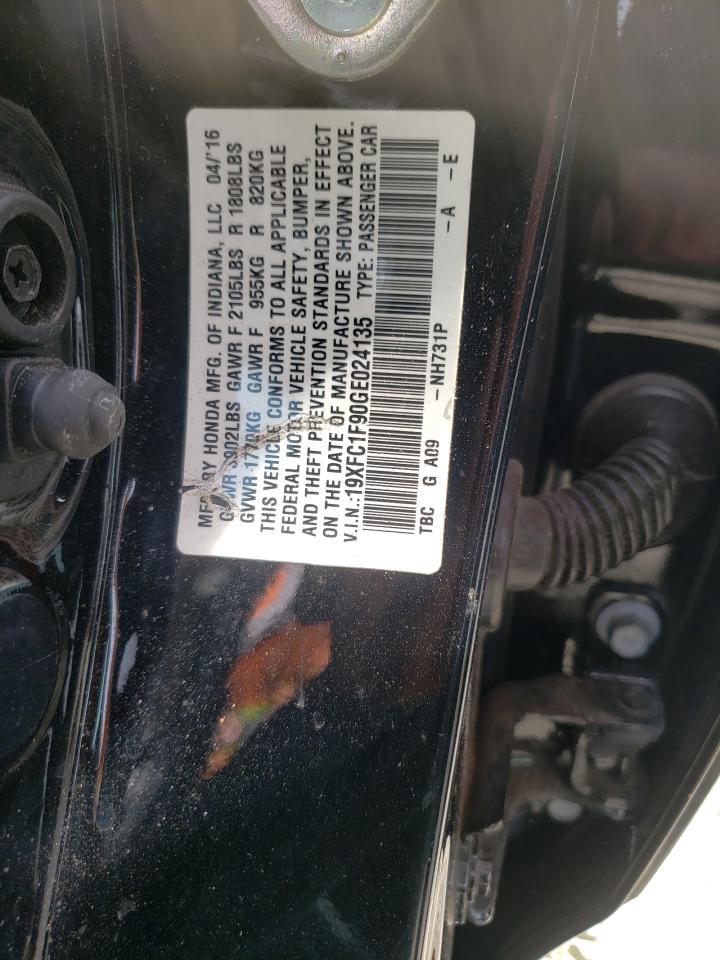 MFD BY HONDA MFG. OF INDIANA, LLC 04/'16
GVWR 3902LBS GAWR F 2105LBS R 1808LBS
GVWR 1770KG GAWR F 955KG R 820KG
THIS VEHICLE CONFORMS TO ALL APPLICABLE
FEDERAL MOTOR VEHICLE SAFETY, BUMPER,
AND THEFT PREVENTION STANDARDS IN EFFECT
ON THE DATE OF MANUFACTURE SHOWN ABOVE.
V.I.N.:19XFC1F90GE024135 TYPE: PASSENGER CAR
TBC G A09 -NH731P -A -E